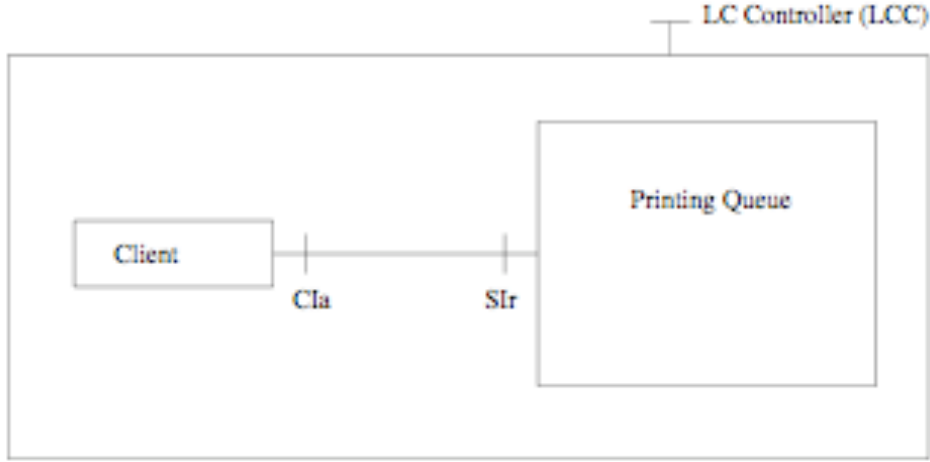 LC Controller (LCC)
Printing Queue
Client
CIa
SIr